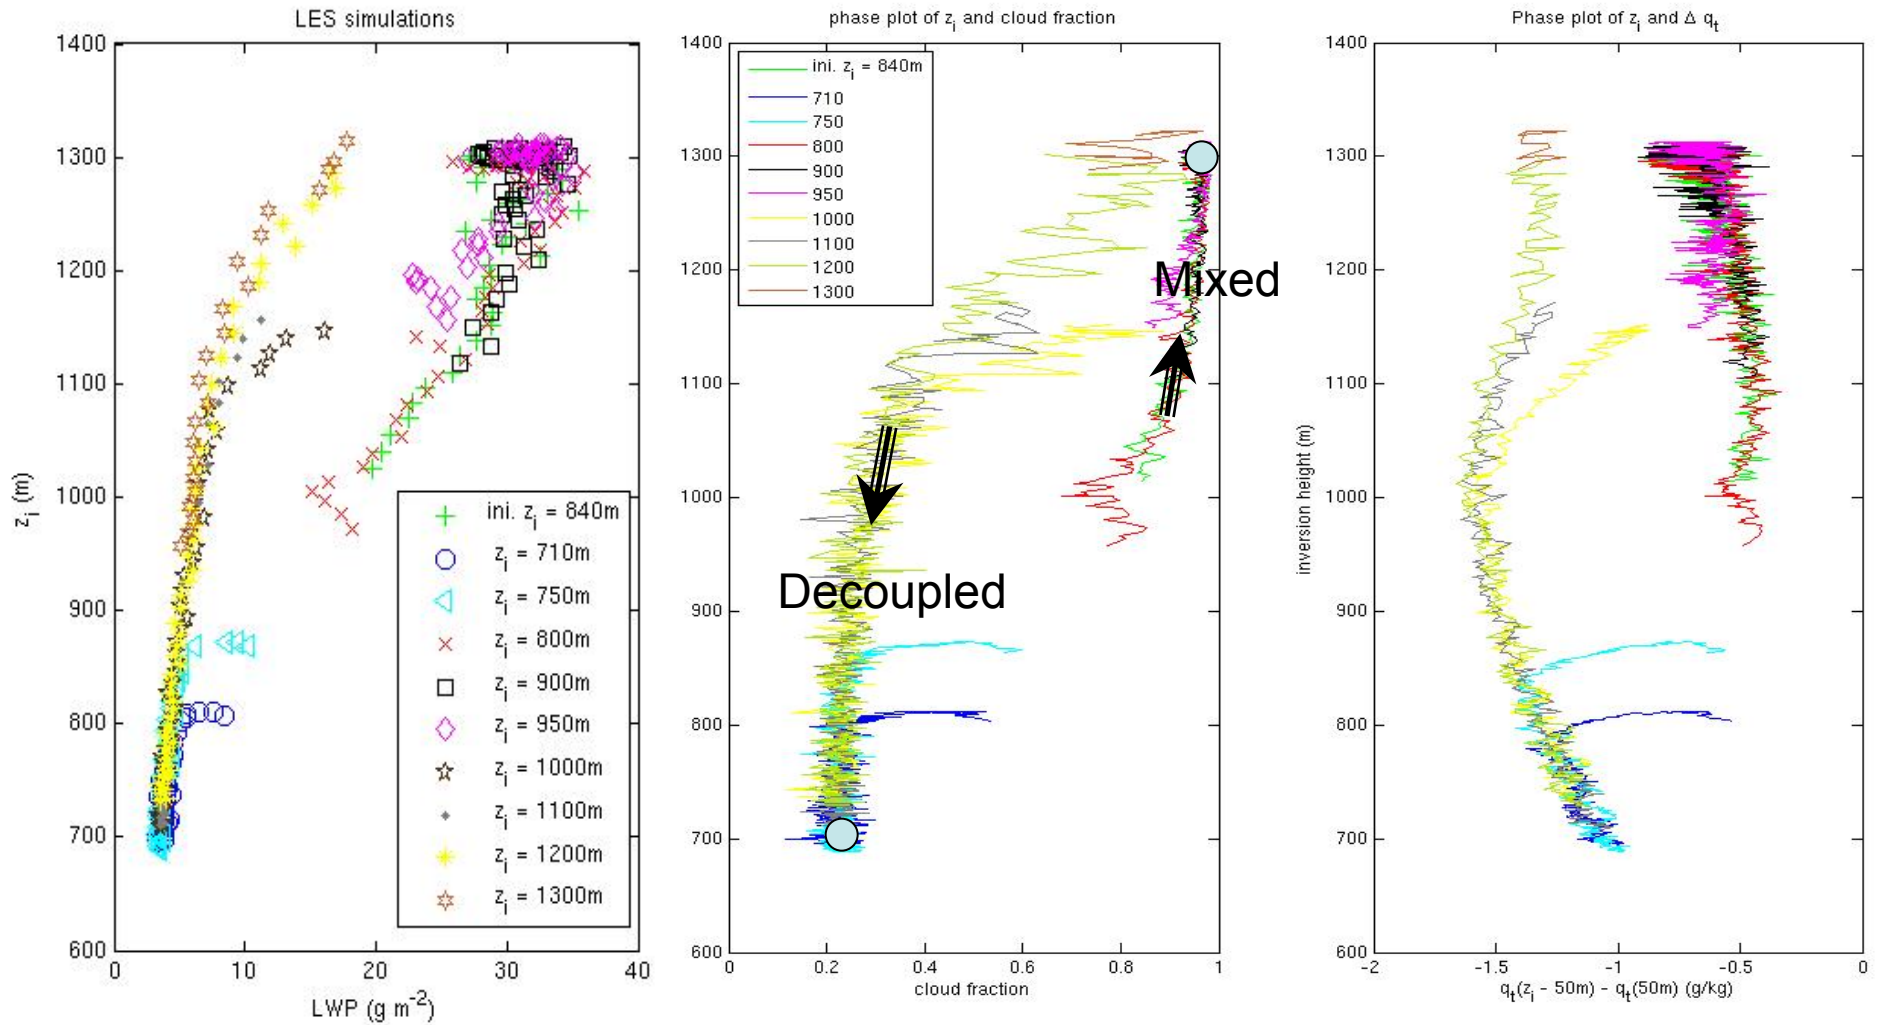 LES simulations
1400
1300
1200
1100
1000
900
800
700
600
z_i (m)
0
10
20
30
40
LWP (g m^-2)
ini. z_i = 840m
z_i = 710m
z_i = 750m
z_i = 800m
z_i = 900m
z_i = 950m
z_i = 1000m
z_i = 1100m
z_i = 1200m
z_i = 1300m
phase plot of z_i and cloud fraction
1400
1300
1200
1100
1000
900
800
700
600
ini. z_i = 840m
710
750
800
900
950
1000
1100
1200
1300
Mixed
Decoupled
0
0.2
0.4
0.6
0.8
1
cloud fraction
Phase plot of z_i and Δ q_t
1400
1300
1200
1100
1000
900
800
700
600
inversion height (m)
-2
-1.5
-1
-0.5
0
q_t(z_i - 50m) - q_t(50m) (g/kg)